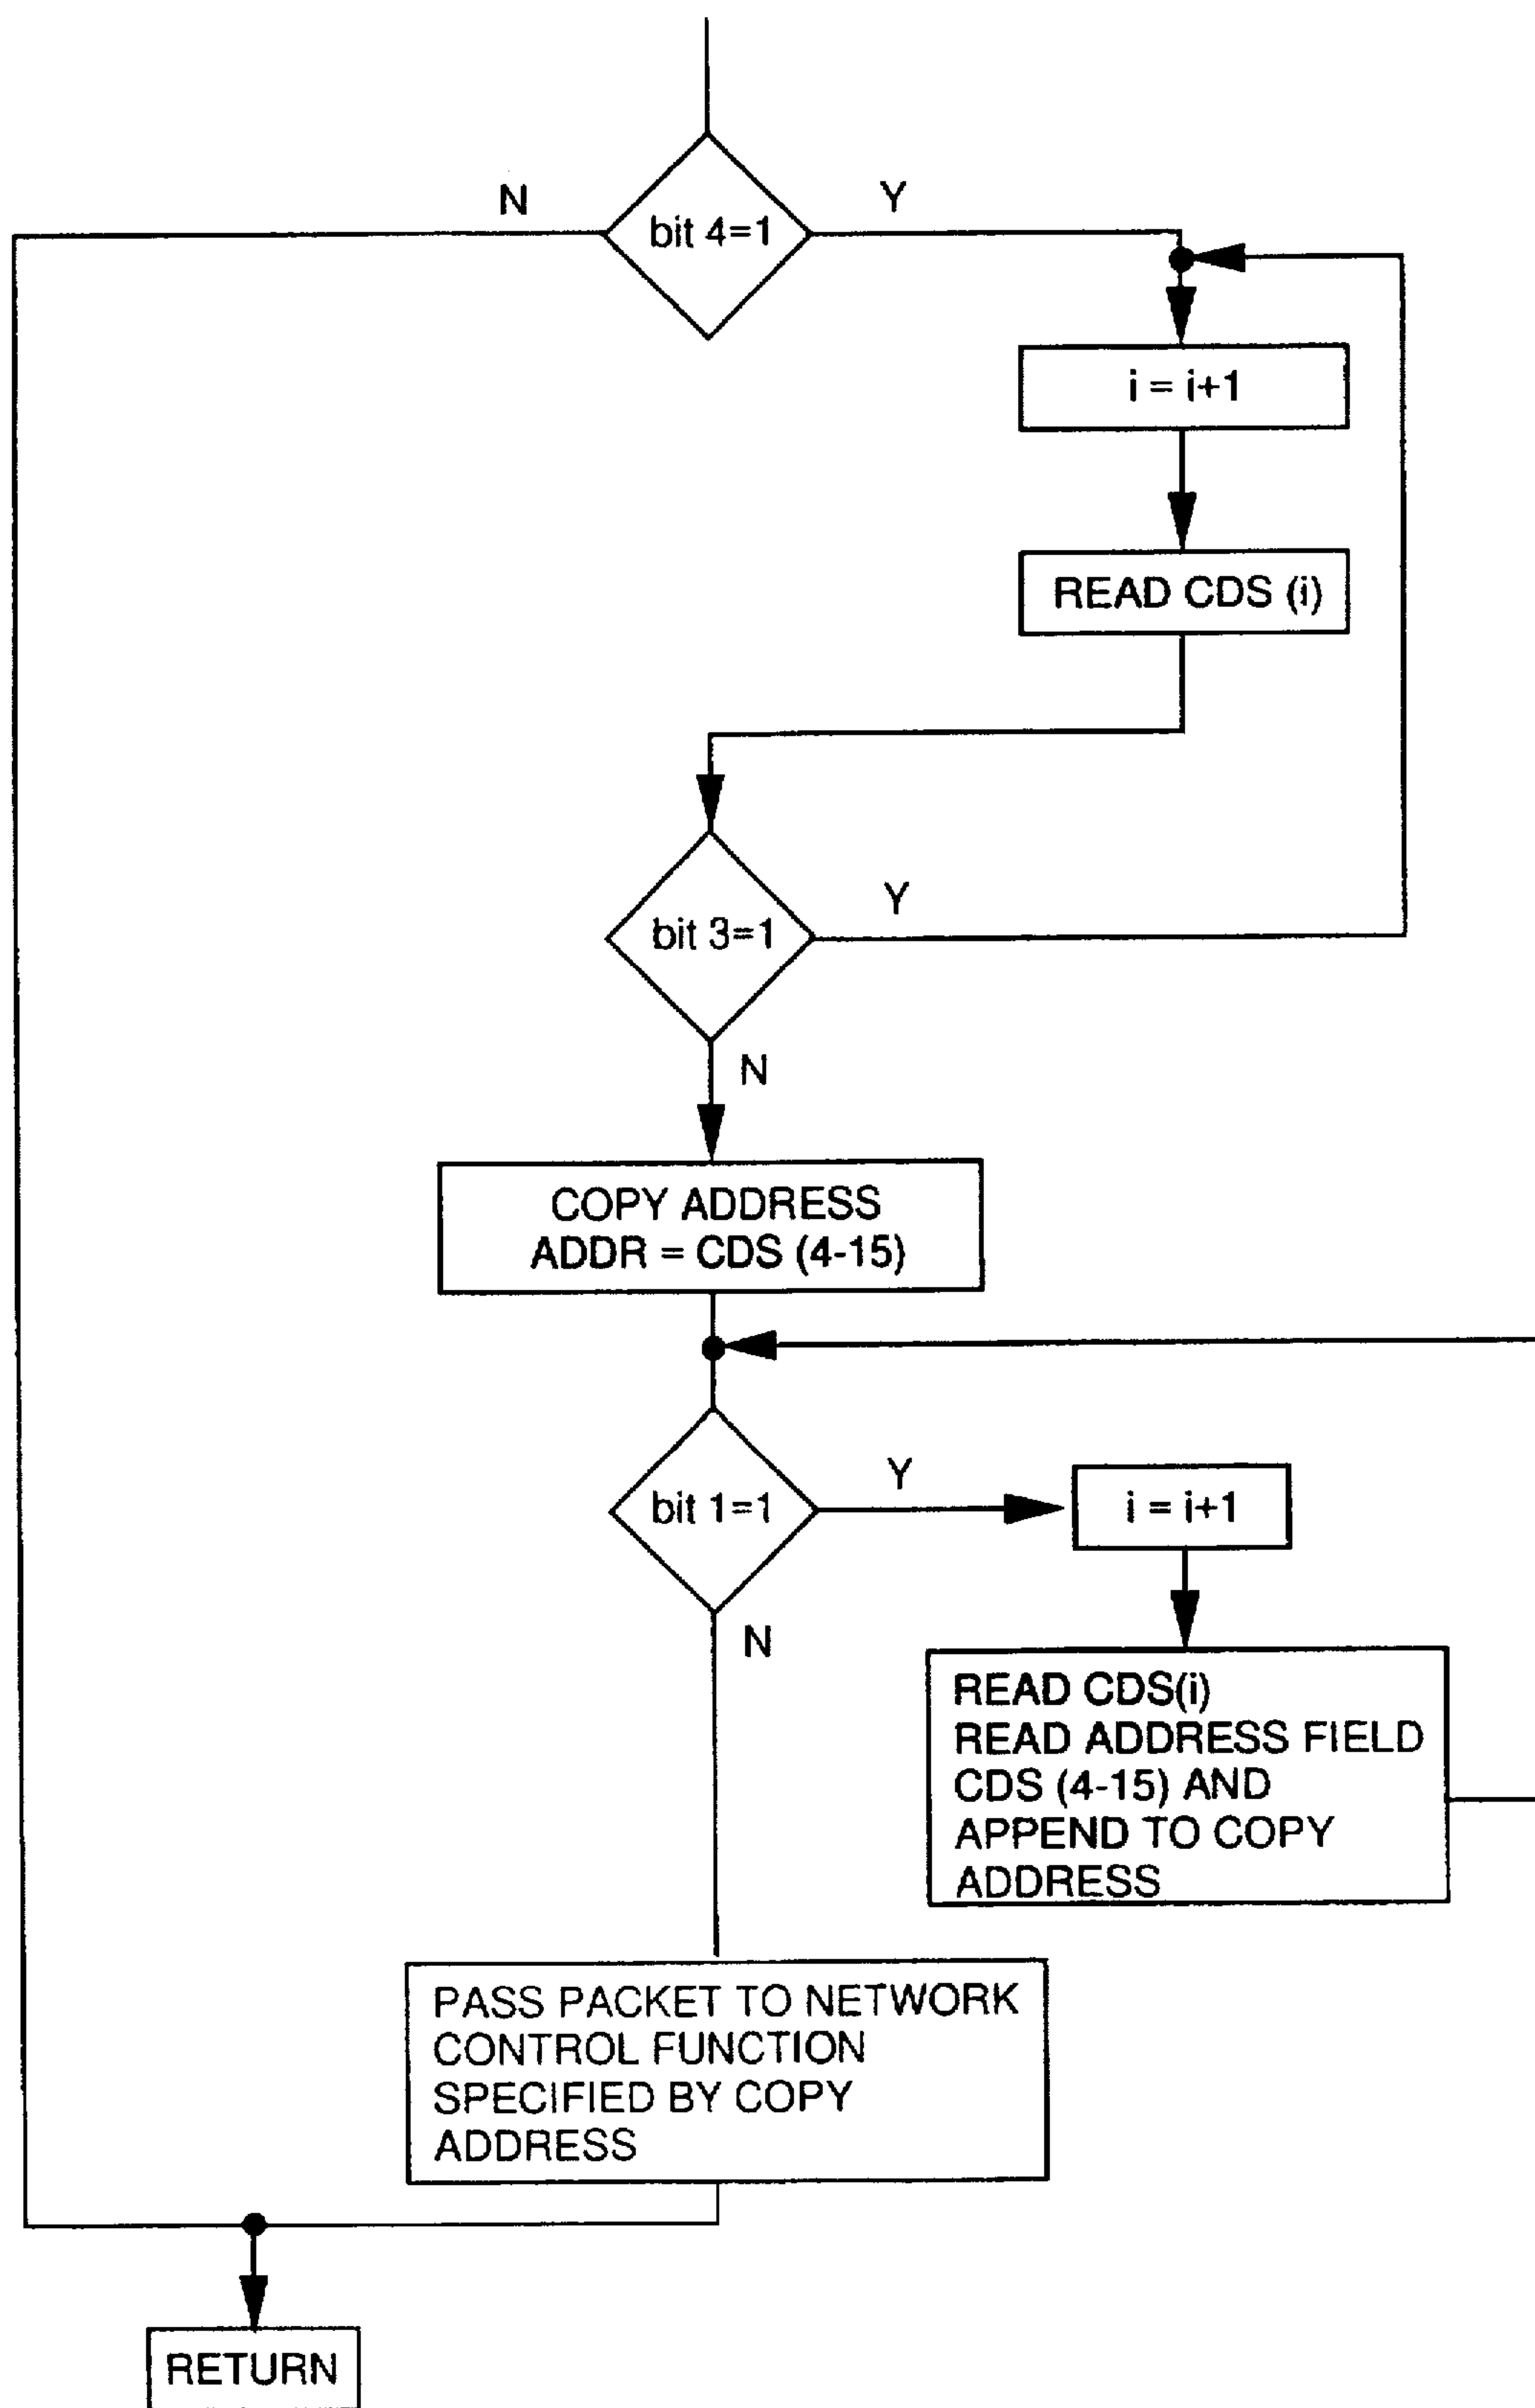 N
bit 4=1
Y
i = i+1
READ CDS (i)
bit 3=1
Y
N
COPY ADDRESS
ADDR = CDS (4-15)
bit 1=1
Y
i = i+1
N
READ CDS(i)
READ ADDRESS FIELD
CDS (4-15) AND
APPEND TO COPY
ADDRESS
PASS PACKET TO NETWORK
CONTROL FUNCTION
SPECIFIED BY COPY
ADDRESS
RETURN